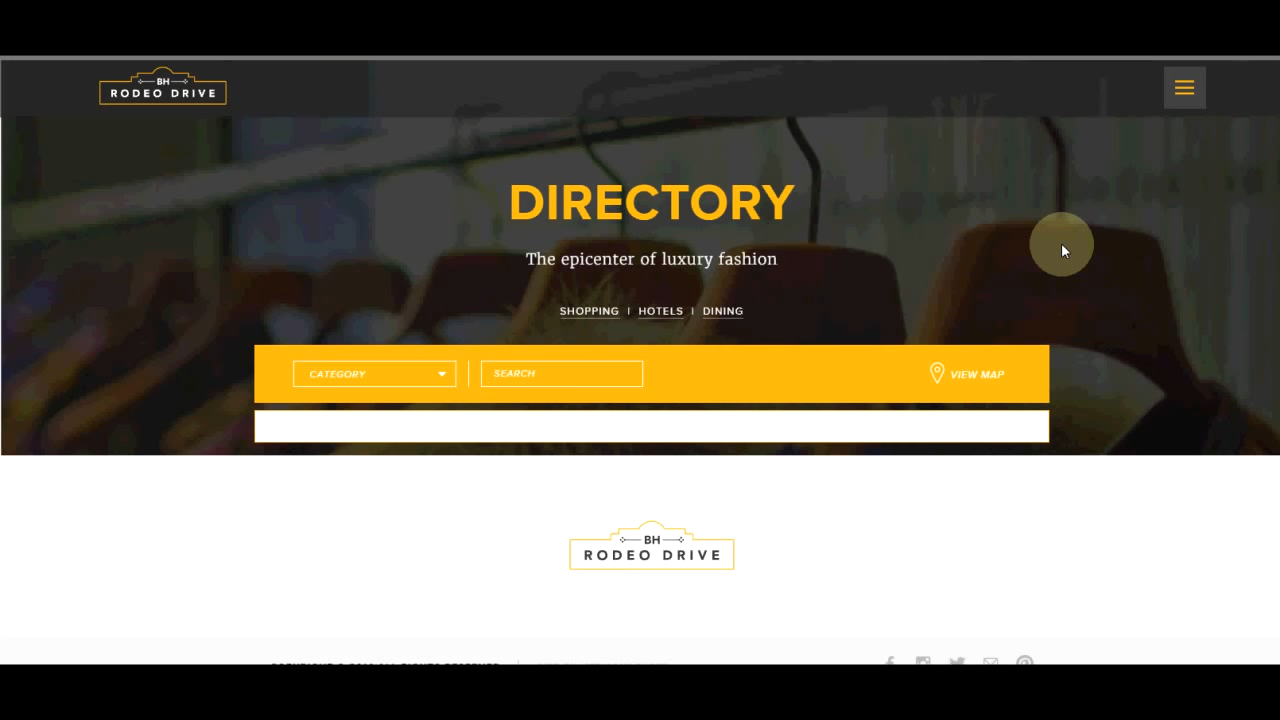 BH
RODEO DRIVE
DIRECTORY
The epicenter of luxury fashion
SHOPPING | HOTELS | DINING
CATEGORY
SEARCH
VIEW MAP
BH
RODEO DRIVE